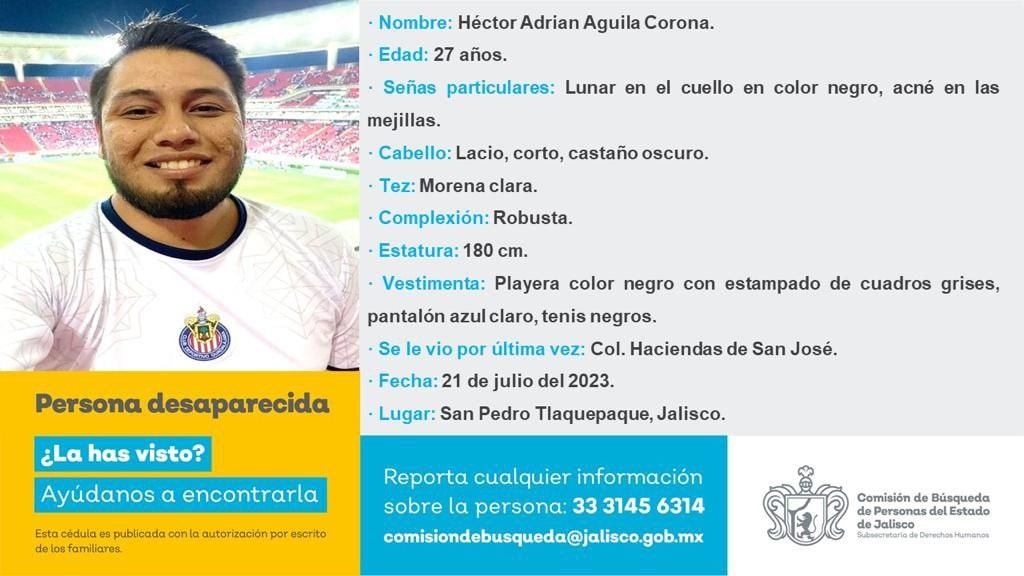 · Nombre: Héctor Adrian Aguila Corona.
· Edad: 27 años.
· Señas particulares: Lunar en el cuello en color negro, acné en las
mejillas.
· Cabello: Lacio, corto, castaño oscuro.
· Tez: Morena clara.
· Complexión: Robusta.
· Estatura: 180 cm.
· Vestimenta: Playera color negro con estampado de cuadros grises,
pantalón azul claro, tenis negros.
· Se le vio por última vez: Col. Haciendas de San José.
· Fecha: 21 de julio del 2023.
· Lugar: San Pedro Tlaquepaque, Jalisco.
Persona desaparecida
¿La has visto?
Ayúdanos a encontrarla
Esta cédula es publicada con la autorización por escrito
de los familiares.
Reporta cualquier información
sobre la persona: 33 3145 6314
comisiondebusqueda@jalisco.gob.mx
Comisión de Búsqueda
de Personas del Estado
de Jalisco
Subsecretaría de Derechos Humanos